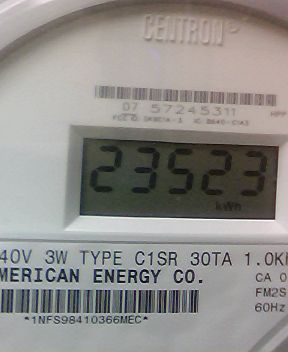 CENTRON®
07 57245311
23523
kWh
40V 3W TYPE C1SR 30TA 1.0K
MERICAN ENERGY CO.
CA 0
FM2S
60Hz
*1NFS98410366MEC*